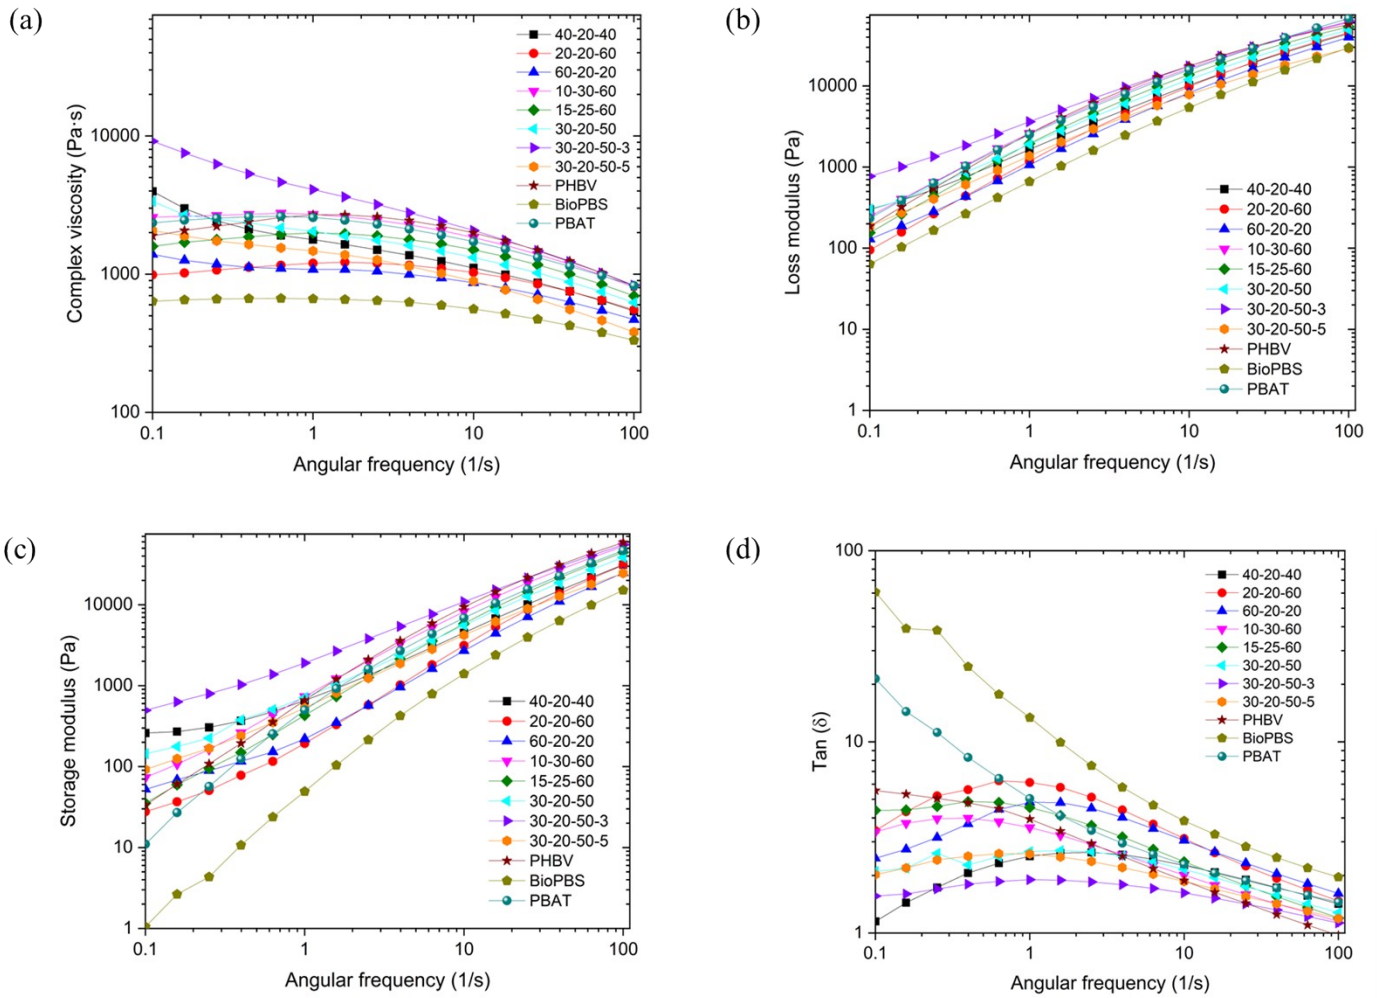 (a)
Complex viscosity (Pa·s)
10000
1000
100
0.1
1
10
100
Angular frequency (1/s)
40-20-40
20-20-60
60-20-20
10-30-60
15-25-60
30-20-50
30-20-50-3
30-20-50-5
PHBV
BioPBS
PBAT
(b)
Loss modulus (Pa)
10000
1000
100
10
1
0.1
1
10
100
Angular frequency (1/s)
40-20-40
20-20-60
60-20-20
10-30-60
15-25-60
30-20-50
30-20-50-3
30-20-50-5
PHBV
BioPBS
PBAT
(c)
Storage modulus (Pa)
10000
1000
100
10
1
0.1
1
10
100
Angular frequency (1/s)
40-20-40
20-20-60
60-20-20
10-30-60
15-25-60
30-20-50
30-20-50-3
30-20-50-5
PHBV
BioPBS
PBAT
(d)
Tan (δ)
100
10
1
0.1
1
10
100
Angular frequency (1/s)
40-20-40
20-20-60
60-20-20
10-30-60
15-25-60
30-20-50
30-20-50-3
30-20-50-5
PHBV
BioPBS
PBAT